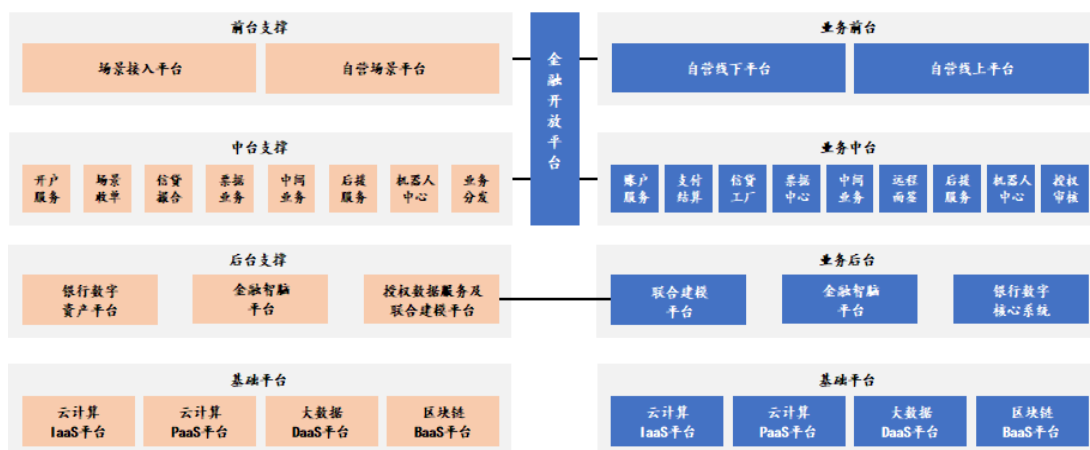 前台支撑
场景接入平台
自营场景平台
中台支撑
开户
服务
场景
收单
信贷
撮合
票据
业务
中间
业务
后援
服务
机器人
中心
业务
分发
后台支撑
银行数字
资产平台
金融智脑
平台
授权数据服务及
联合建模平台
基础平台
云计算
IaaS平台
云计算
PaaS平台
大数据
DaaS平台
区块链
BaaS平台
金
融
开
放
平
台
业务前台
自营线下平台
自营线上平台
业务中台
账户
服务
支付
结算
信贷
工厂
票据
中心
中间
业务
远程
面签
后援
服务
机器人
中心
授权
审核
业务后台
联合建模
平台
金融智脑
平台
银行数字
核心系统
基础平台
云计算
IaaS平台
云计算
PaaS平台
大数据
DaaS平台
区块链
BaaS平台